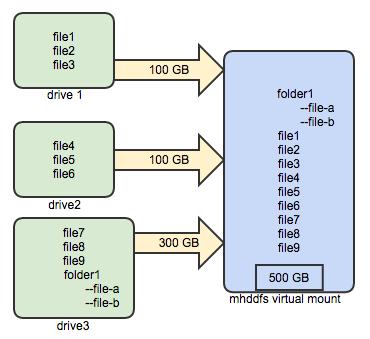 file1
file2
file3
drive 1
100 GB
file4
file5
file6
drive2
100 GB
file7
file8
file9
folder1
--file-a
--file-b
drive3
300 GB
folder1
--file-a
--file-b
file1
file2
file3
file4
file5
file6
file7
file8
file9
500 GB
mhddfs virtual mount